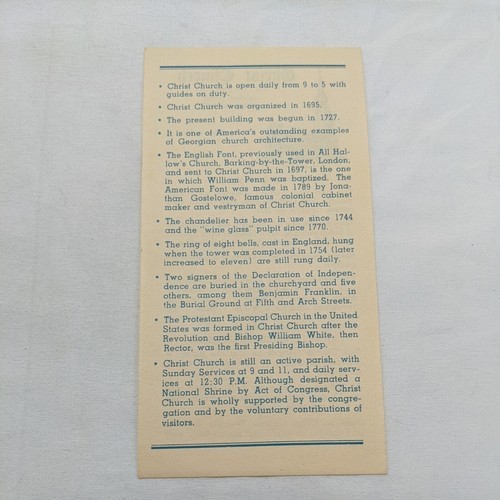 • Christ Church is open daily from 9 to 5 with
guides on duty.
• Christ Church was organized in 1695.
• The present building was begun in 1727.
• It is one of America's outstanding examples
of Georgian church architecture.
• The English Font, previously used in All Hal-
low's Church, Barking-by-the-Tower, London,
and sent to Christ Church in 1697, is the one
in which William Penn was baptized. The
American Font was made in 1789 by Jona-
than Gostelowe, famous colonial cabinet
maker and vestryman of Christ Church.
• The chandelier has been in use since 1744
and the "wine glass" pulpit since 1770.
• The ring of eight bells, cast in England, hung
when the tower was completed in 1754 (later
increased to eleven) are still rung daily.
• Two signers of the Declaration of Indepen-
dence are buried in the churchyard and five
others, among them Benjamin Franklin, in
the Burial Ground at Fifth and Arch Streets.
• The Protestant Episcopal Church in the United
States was formed in Christ Church after the
Revolution and Bishop William White, then
Rector, was the first Presiding Bishop.
• Christ Church is still an active parish, with
Sunday Services at 9 and 11, and daily serv-
ices at 12:30 P.M. Although designated a
National Shrine by Act of Congress, Christ
Church is wholly supported by the congre-
gation and by the voluntary contributions of
visitors.